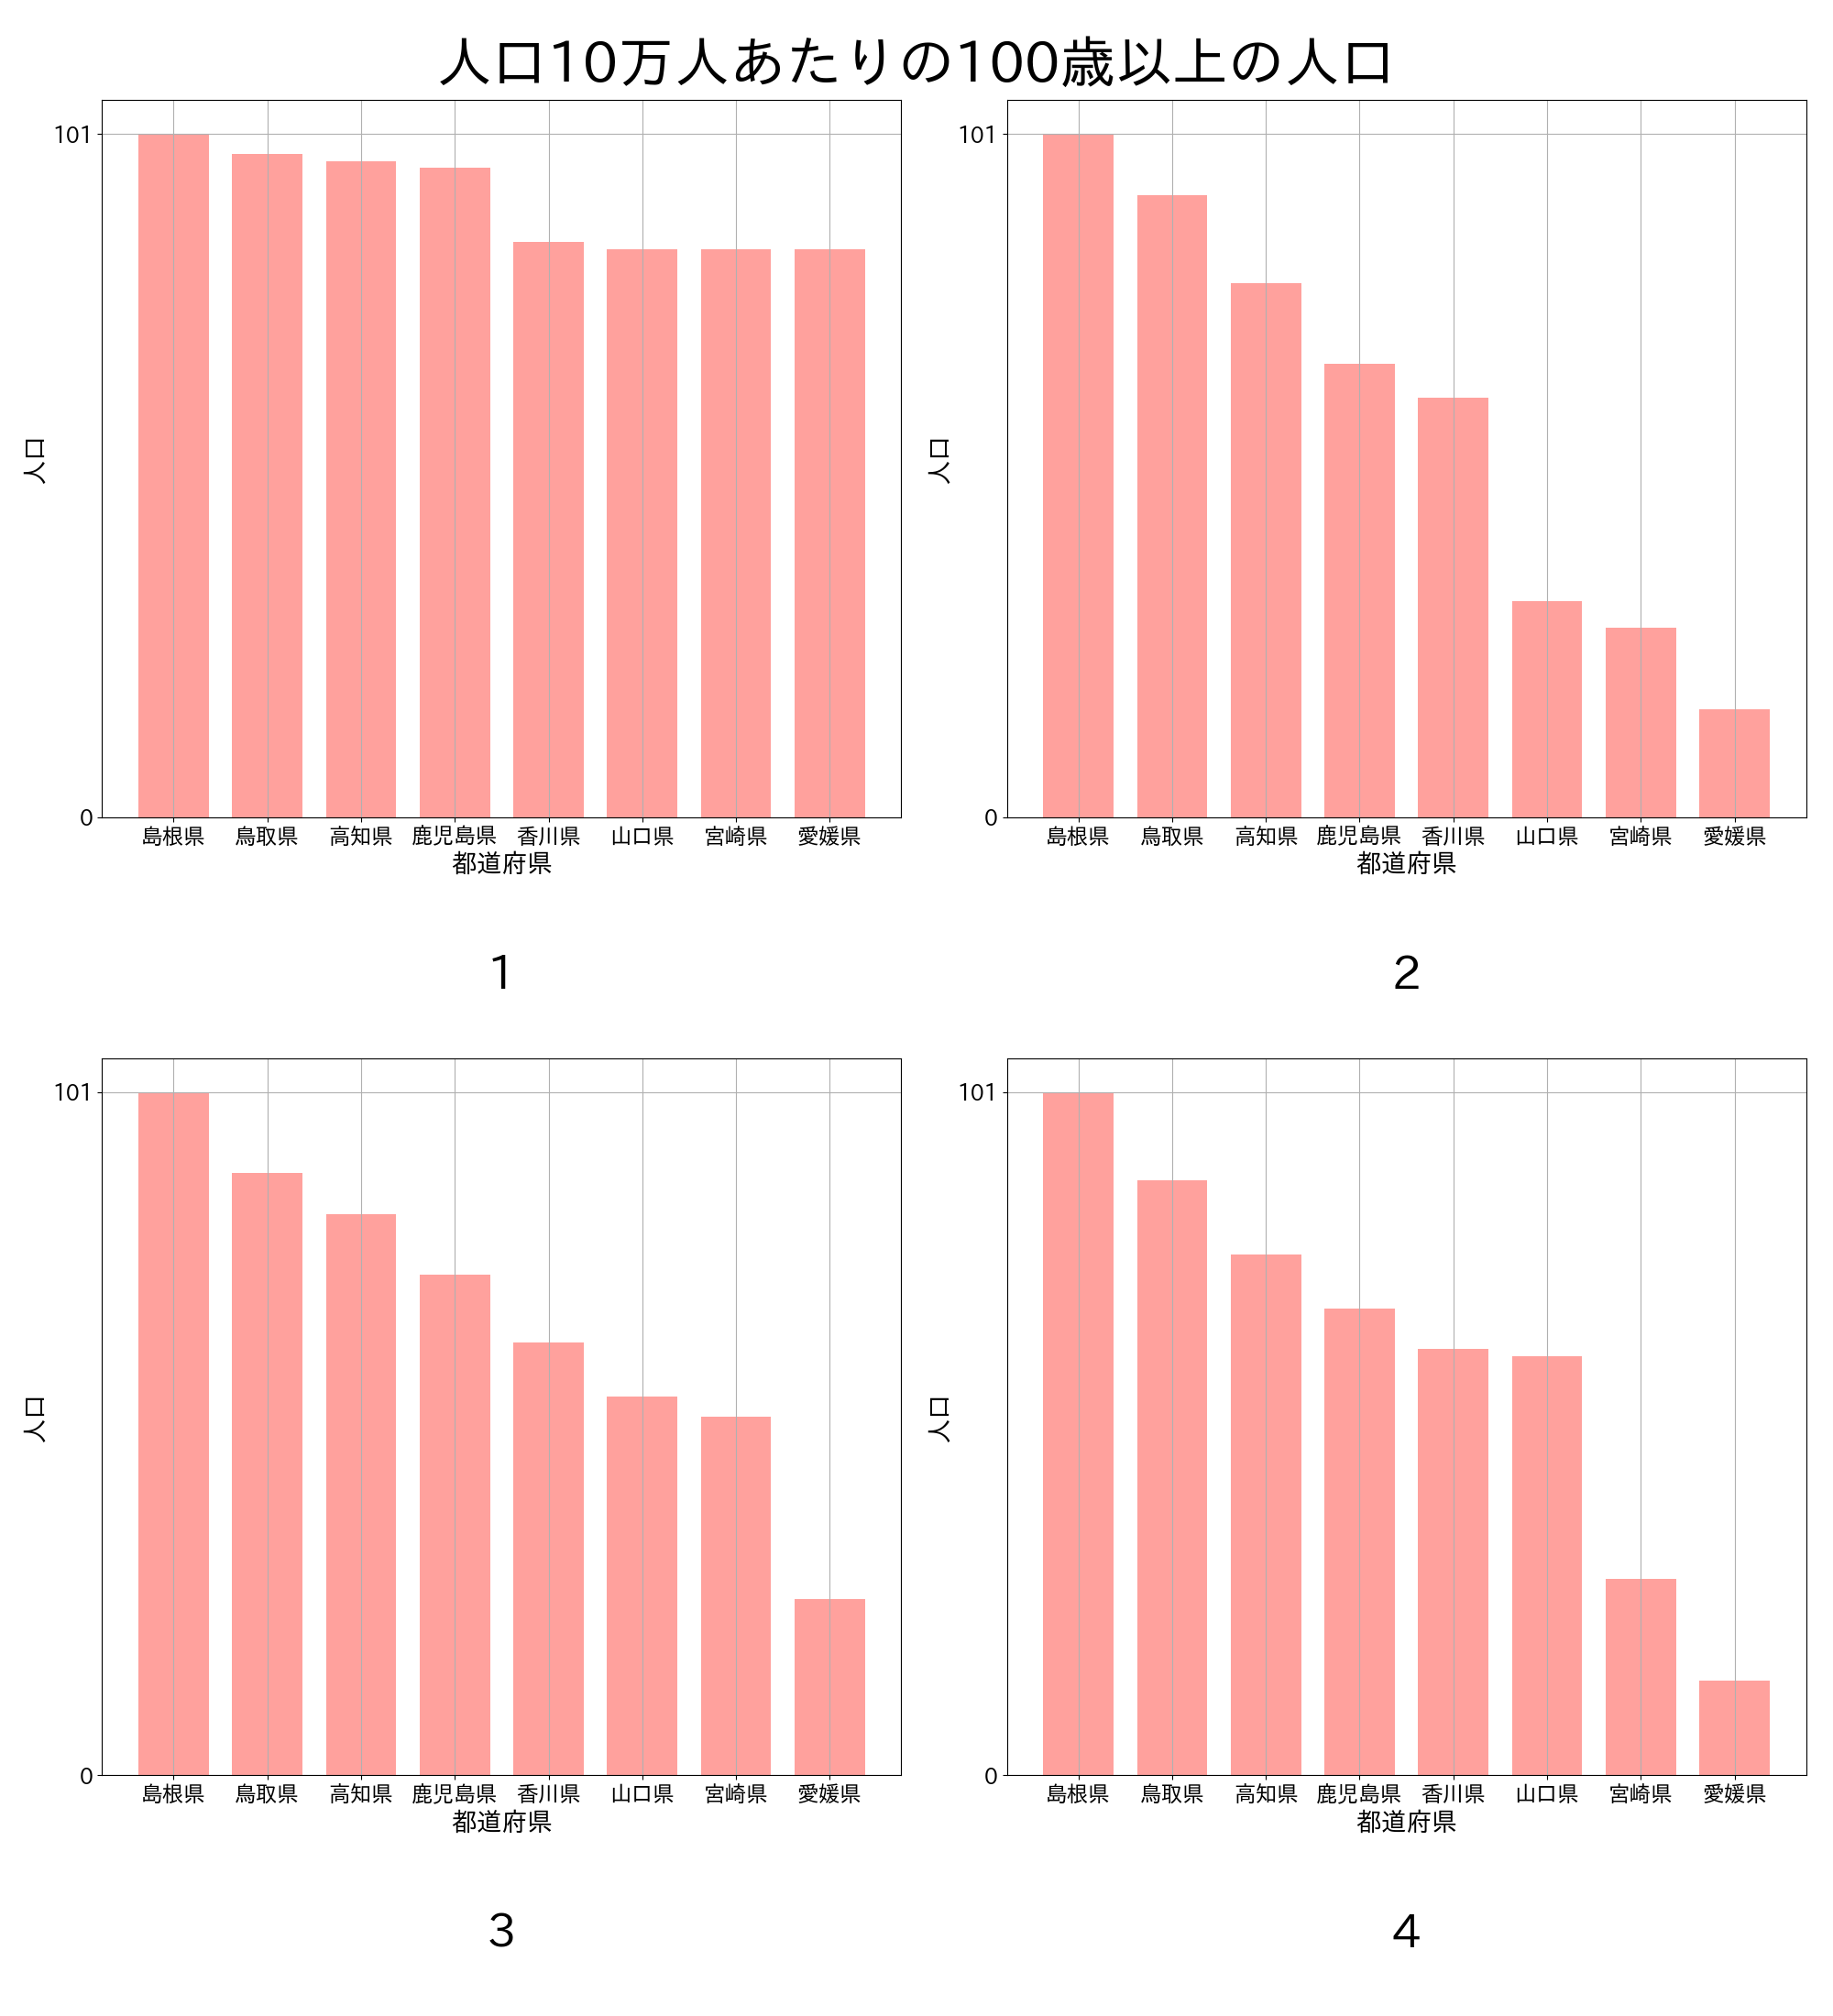 人口10万人あたりの100歳以上の人口
101
人口
0
島根県 鳥取県 高知県 鹿児島県 香川県 山口県 宮崎県 愛媛県
都道府県
1
101
人口
0
島根県 鳥取県 高知県 鹿児島県 香川県 山口県 宮崎県 愛媛県
都道府県
2
101
人口
0
島根県 鳥取県 高知県 鹿児島県 香川県 山口県 宮崎県 愛媛県
都道府県
3
101
人口
0
島根県 鳥取県 高知県 鹿児島県 香川県 山口県 宮崎県 愛媛県
都道府県
4